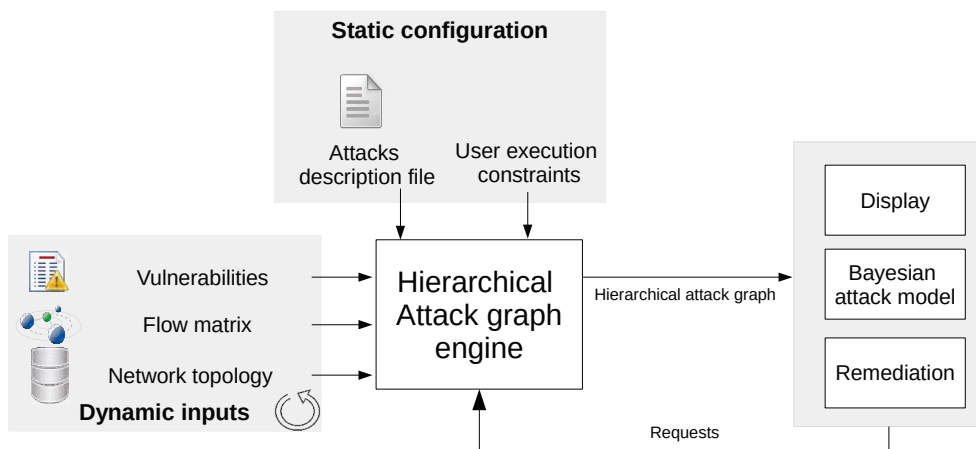 Static configuration
Attacks
description file
User execution
constraints
Vulnerabilities
Flow matrix
Network topology
Dynamic inputs
Hierarchical
Attack graph
engine
Hierarchical attack graph
Display
Bayesian
attack model
Remediation
Requests